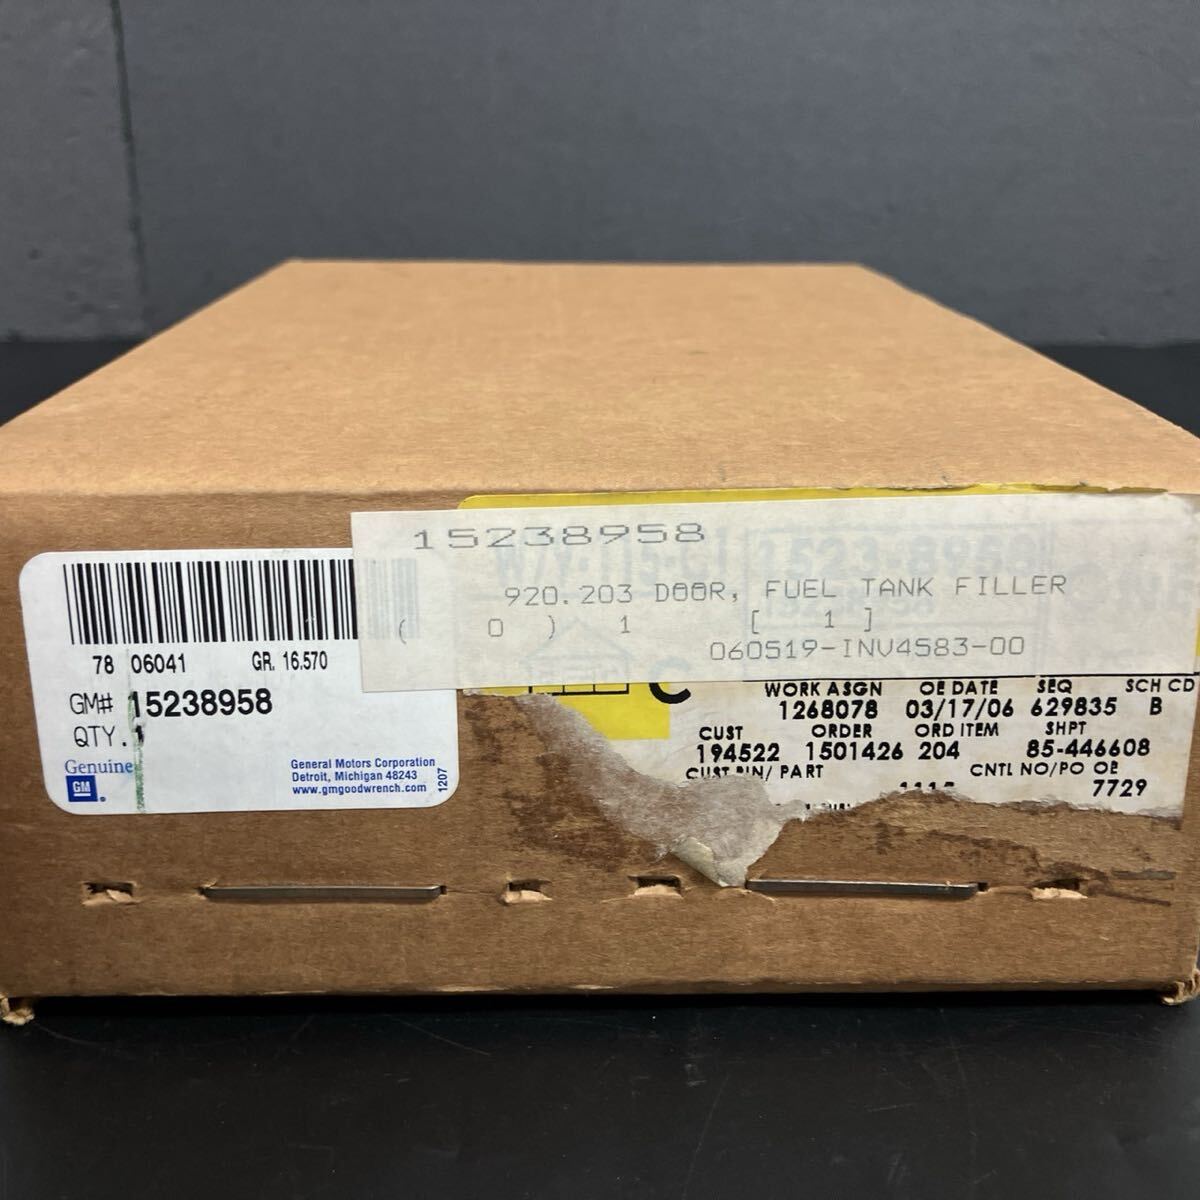 15238958
920.203 DOOR, FUEL TANK FILLER
( 0 ) 1 [ 1 ]
060519-INV4583-00
78 06041 GR. 16.570
GM# 15238958
QTY. 1
Genuine
GM
General Motors Corporation
Detroit, Michigan 48243
www.gmgoodwrench.com
1207
C
WORK ASGN OE DATE SEQ SCH CD
1268078 03/17/06 629835 B
CUST ORDER ORD ITEM SHPT
194522 1501426 204 85-446608
CUST BIN/ PART CNTL NO/PO OE
7729